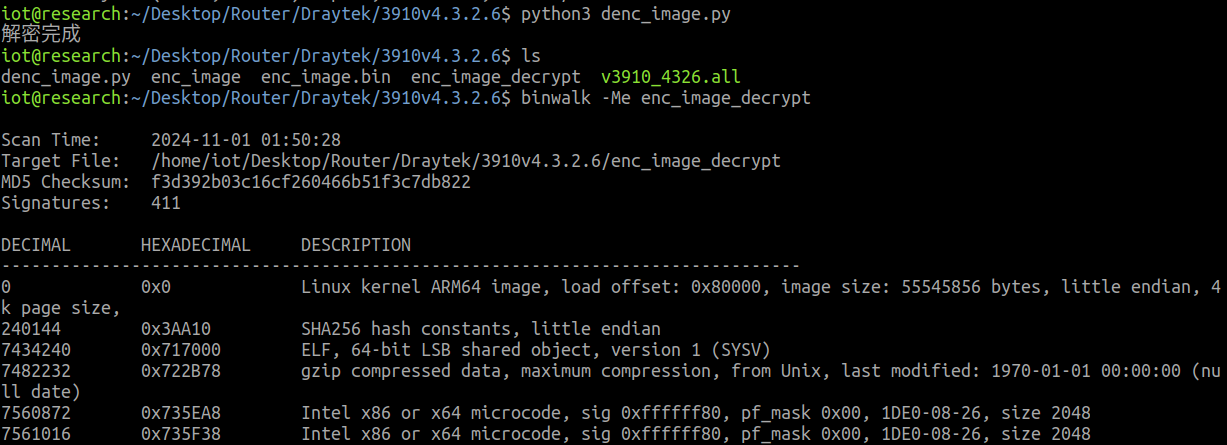 iot@research:~/Desktop/Router/Draytek/3910v4.3.2.6$ python3 denc_image.py
解密完成
iot@research:~/Desktop/Router/Draytek/3910v4.3.2.6$ ls
denc_image.py  enc_image  enc_image.bin  enc_image_decrypt  v3910_4326.all
iot@research:~/Desktop/Router/Draytek/3910v4.3.2.6$ binwalk -Me enc_image_decrypt
Scan Time:     2024-11-01 01:50:28
Target File:   /home/iot/Desktop/Router/Draytek/3910v4.3.2.6/enc_image_decrypt
MD5 Checksum:  f3d392b03c16cf260466b51f3c7db822
Signatures:    411
DECIMAL       HEXADECIMAL     DESCRIPTION
--------------------------------------------------------------------------------
0             0x0             Linux kernel ARM64 image, load offset: 0x80000, image size: 55545856 bytes, little endian, 4
k page size,
240144        0x3AA10         SHA256 hash constants, little endian
7434240       0x717000        ELF, 64-bit LSB shared object, version 1 (SYSV)
7482232       0x722B78        gzip compressed data, maximum compression, from Unix, last modified: 1970-01-01 00:00:00 (nu
ll date)
7560872       0x735EA8        Intel x86 or x64 microcode, sig 0xffffff80, pf_mask 0x00, 1DE0-08-26, size 2048
7561016       0x735F38        Intel x86 or x64 microcode, sig 0xffffff80, pf_mask 0x00, 1DE0-08-26, size 2048